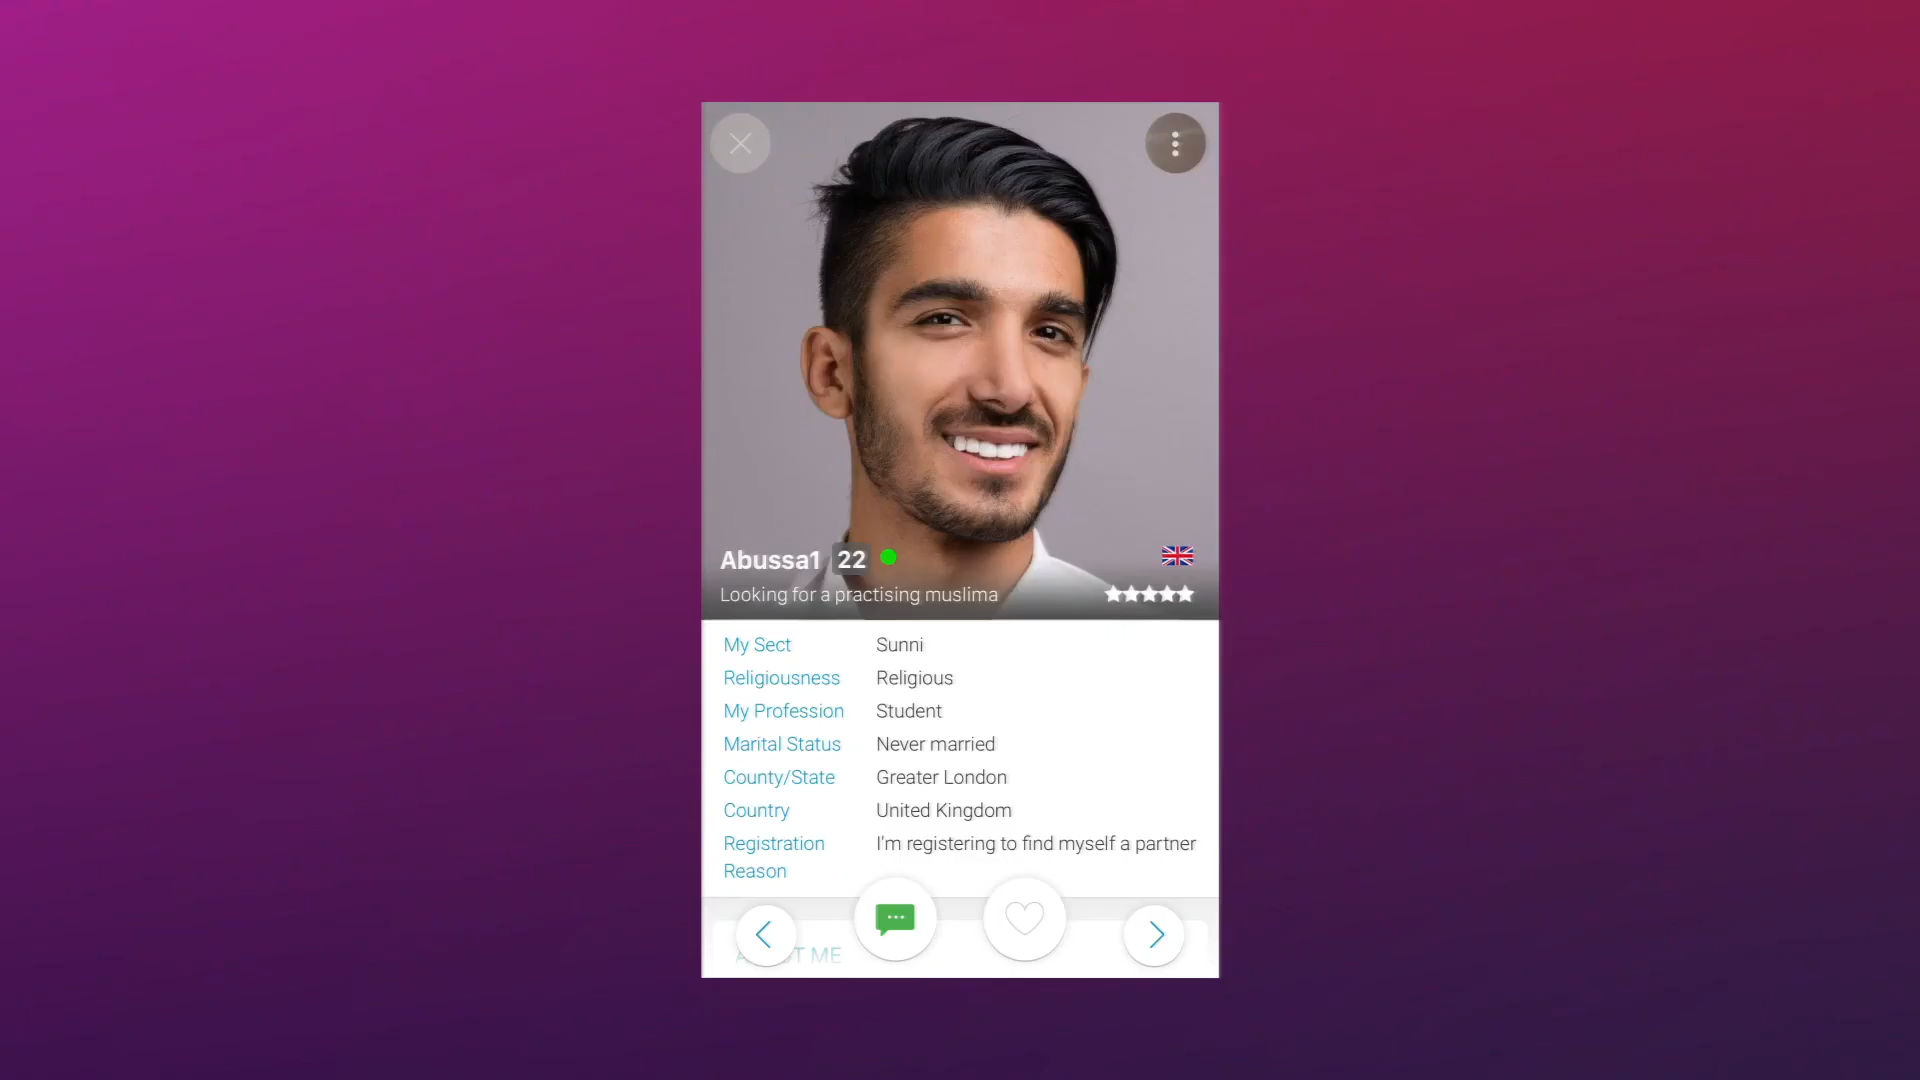 Abussa1 22
Looking for a practising muslima
My Sect Sunni
Religiousness Religious
My Profession Student
Marital Status Never married
County/State Greater London
Country United Kingdom
Registration Reason I'm registering to find myself a partner
ME